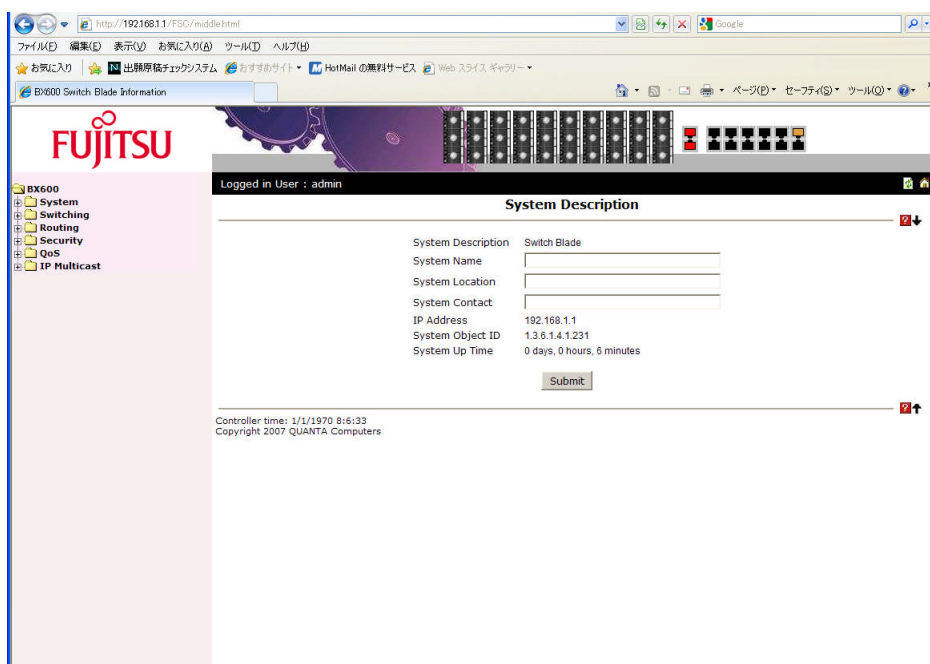 http://192.168.1.1/FSC/middle.html
Google
ファイル(F) 編集(E) 表示(V) お気に入り(A) ツール(T) ヘルプ(H)
お気に入り
出願原稿チェックシステム
おすすめサイト
HotMail の無料サービス
Web スライス ギャラリー
BX600 Switch Blade Information
ページ(P) セーフティ(S) ツール(O)
FUJITSU
BX600
System
Switching
Routing
Security
QoS
IP Multicast
Logged in User : admin
System Description
System Description Switch Blade
System Name
System Location
System Contact
IP Address 192.168.1.1
System Object ID 1.3.6.1.4.1.231
System Up Time 0 days, 0 hours, 6 minutes
Submit
Controller time: 1/1/1970 8:6:33
Copyright 2007 QUANTA Computers